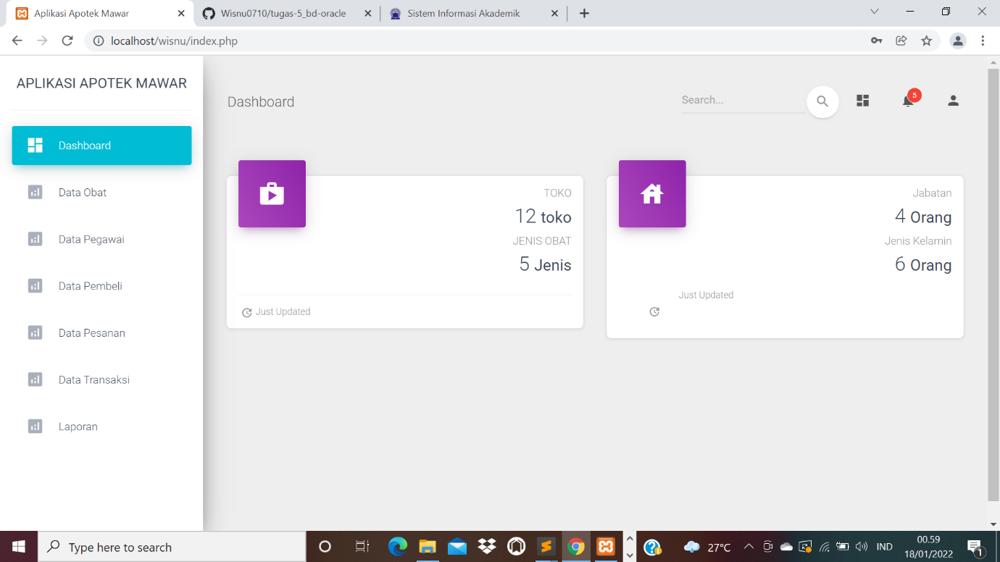 Aplikasi Apotek Mawar
Wisnu0710/tugas-5_bd-oracle
Sistem Informasi Akademik
localhost/wisnu/index.php
APLIKASI APOTEK MAWAR
Dashboard
Data Obat
Data Pegawai
Data Pembeli
Data Pesanan
Data Transaksi
Laporan
Dashboard
Search...
5
TOKO
12 toko
JENIS OBAT
5 Jenis
Just Updated
Jabatan
4 Orang
Jenis Kelamin
6 Orang
Just Updated
Type here to search
27°C
IND
00.59
18/01/2022
1